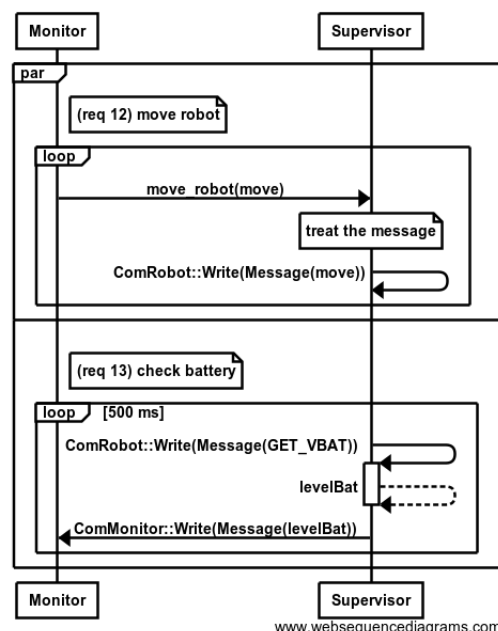 Monitor
Supervisor
par
(req 12) move robot
loop
move_robot(move)
treat the message
ComRobot::Write(Message(move))
(req 13) check battery
loop
[500 ms]
ComRobot::Write(Message(GET_VBAT))
levelBat
ComMonitor::Write(Message(levelBat))
Monitor
Supervisor
www.websequencediagrams.com